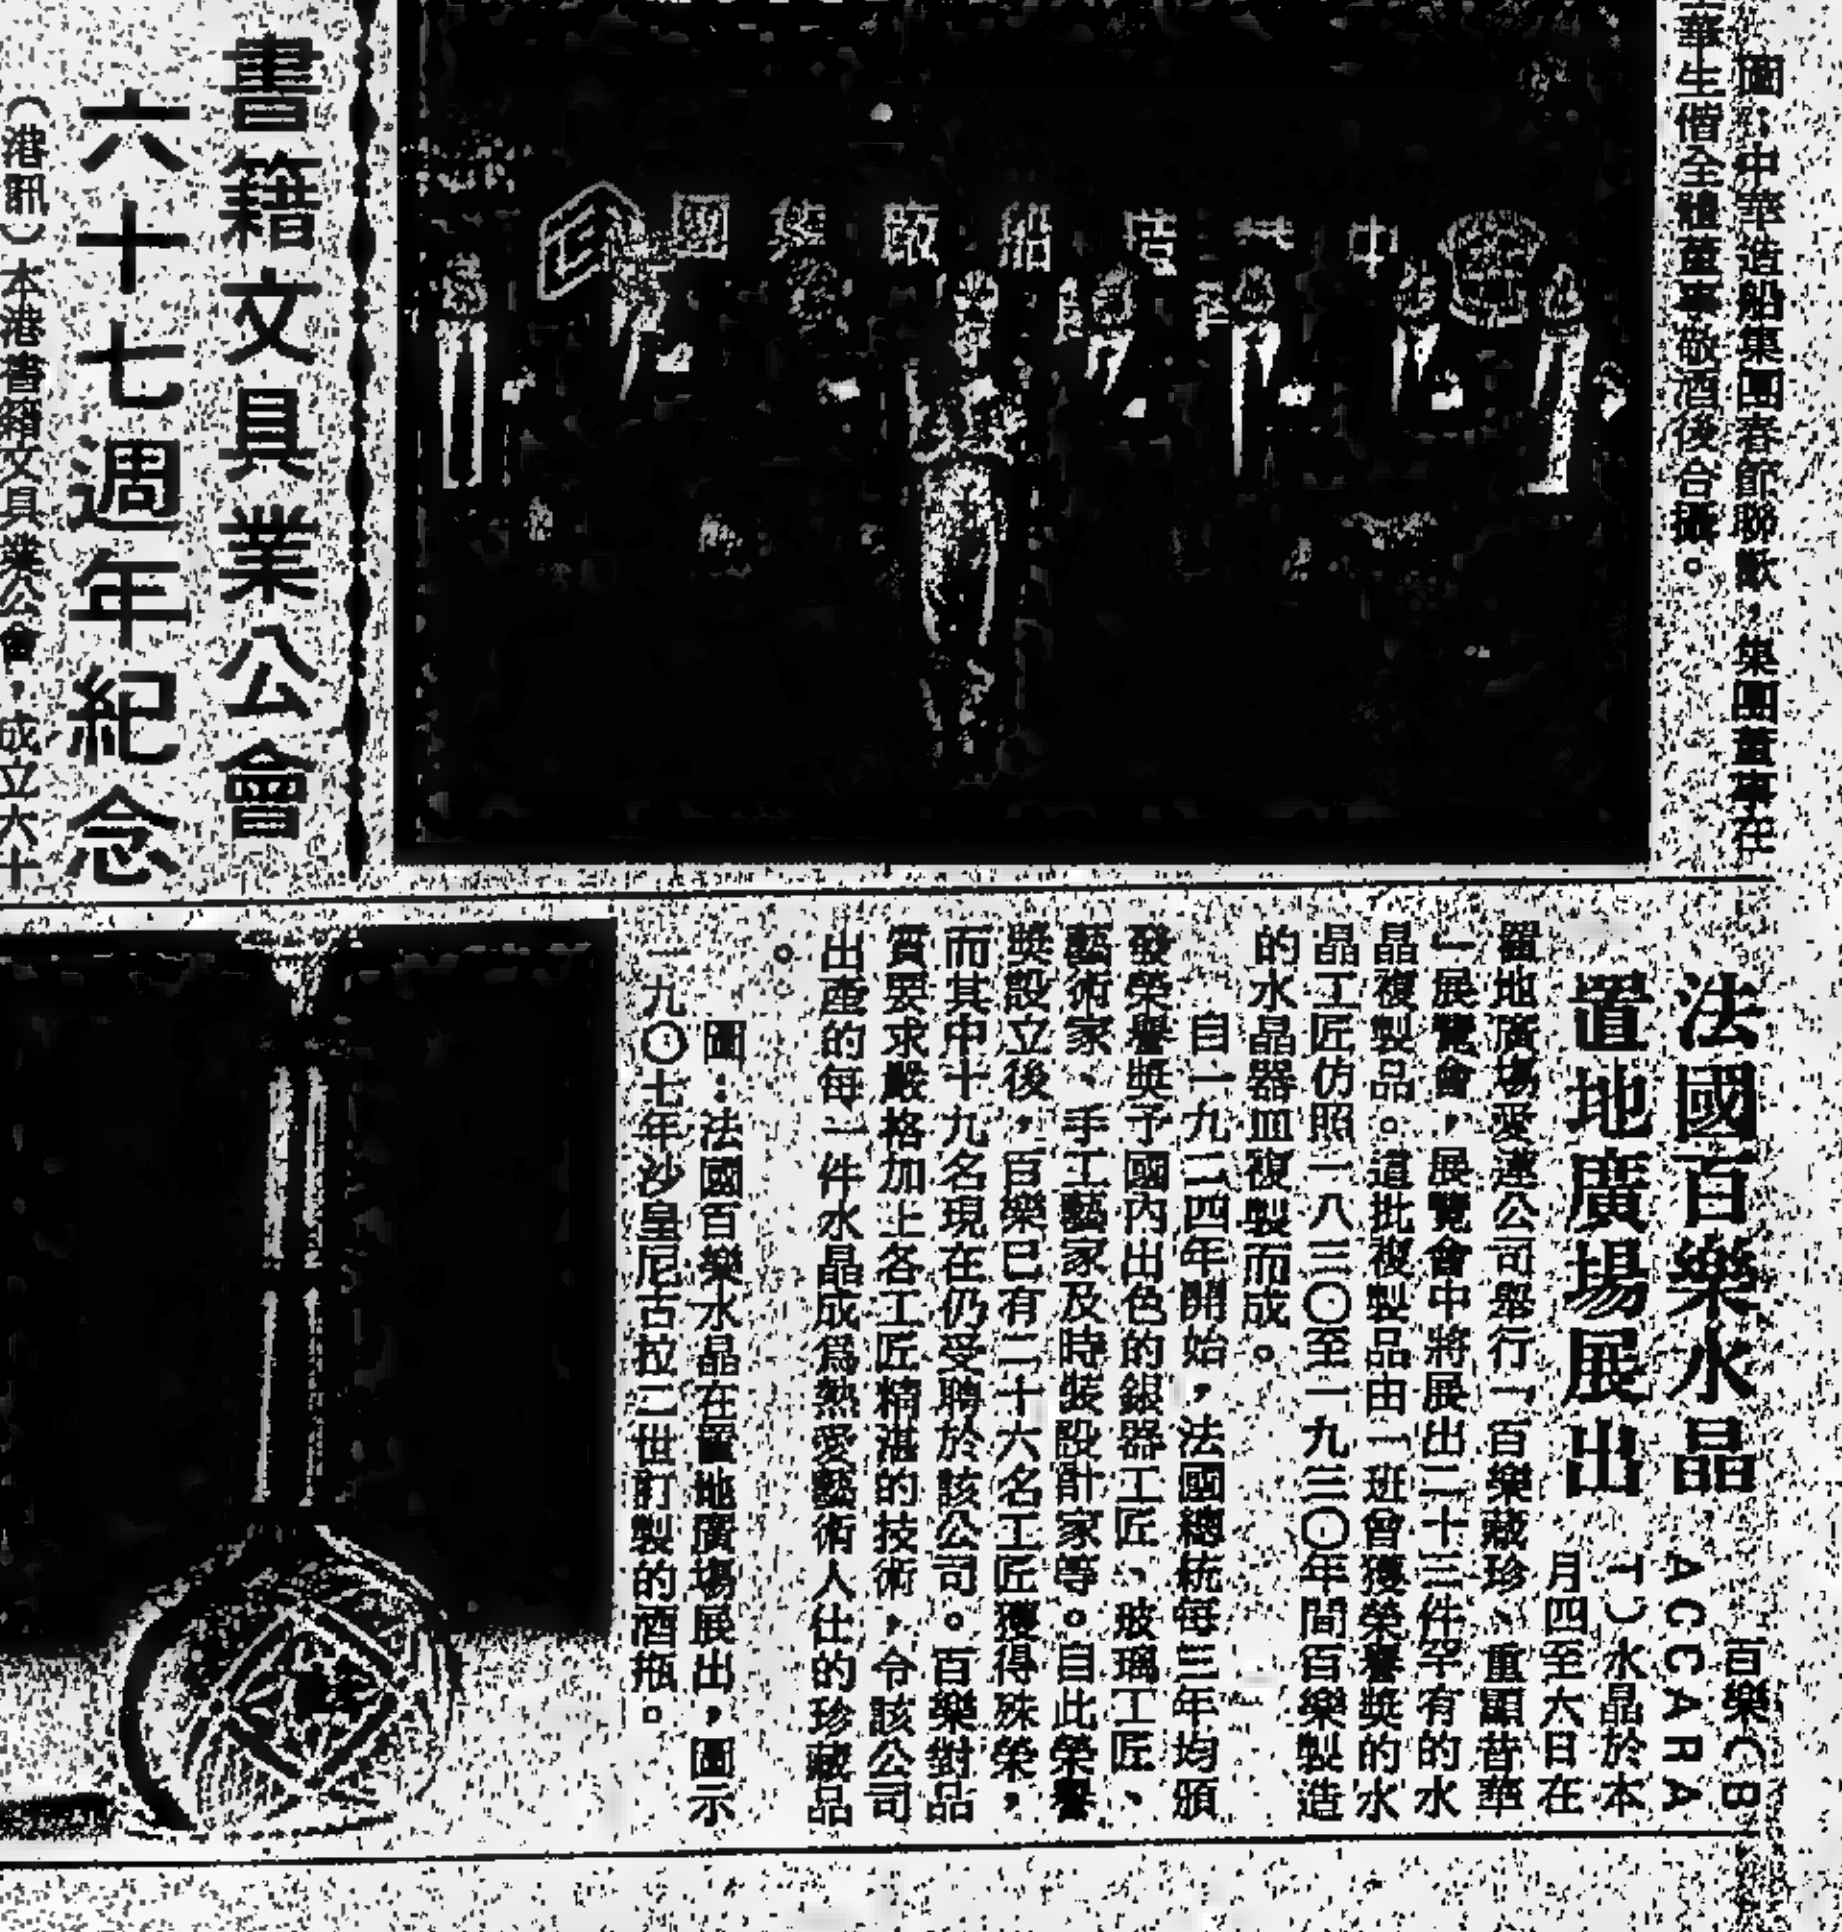 圖：中華造船集團春節聯歡，集團董事在
華生偕全體董事敬酒後合攝。
中
造船廠集團
書籍文具業公會
六十七週年紀念
（港訊）本港書籍文具業公會，成立六十
法國百樂水晶
置地廣場展出
百樂（B
ACCARA
T）水晶於本
月四至六日在
置地廣場愛達公司舉行「百樂藏珍、重顯昔華
」展覽會，展覽會中將展出二十三件罕有的水
晶複製品。這批複製品由一班曾獲榮譽獎的水
晶工匠仿照一八三〇至一九三〇年間百樂製造
的水晶器皿複製而成。
自一九二四年開始，法國總統每三年均頒
發榮譽獎予國內出色的銀器工匠、玻璃工匠、
藝術家、手工藝家及時裝設計家等。自此榮譽
獎設立後，百樂已有二十六名工匠獲得殊榮，
而其中十九名現在仍受聘於該公司。百樂對品
質要求嚴格加上各工匠精湛的技術，令該公司
出產的每一件水晶成爲熱愛藝術人仕的珍藏品
。
圖：法國百樂水晶在置地廣場展出，圖示
一九〇七年沙皇尼古拉二世訂製的酒瓶。